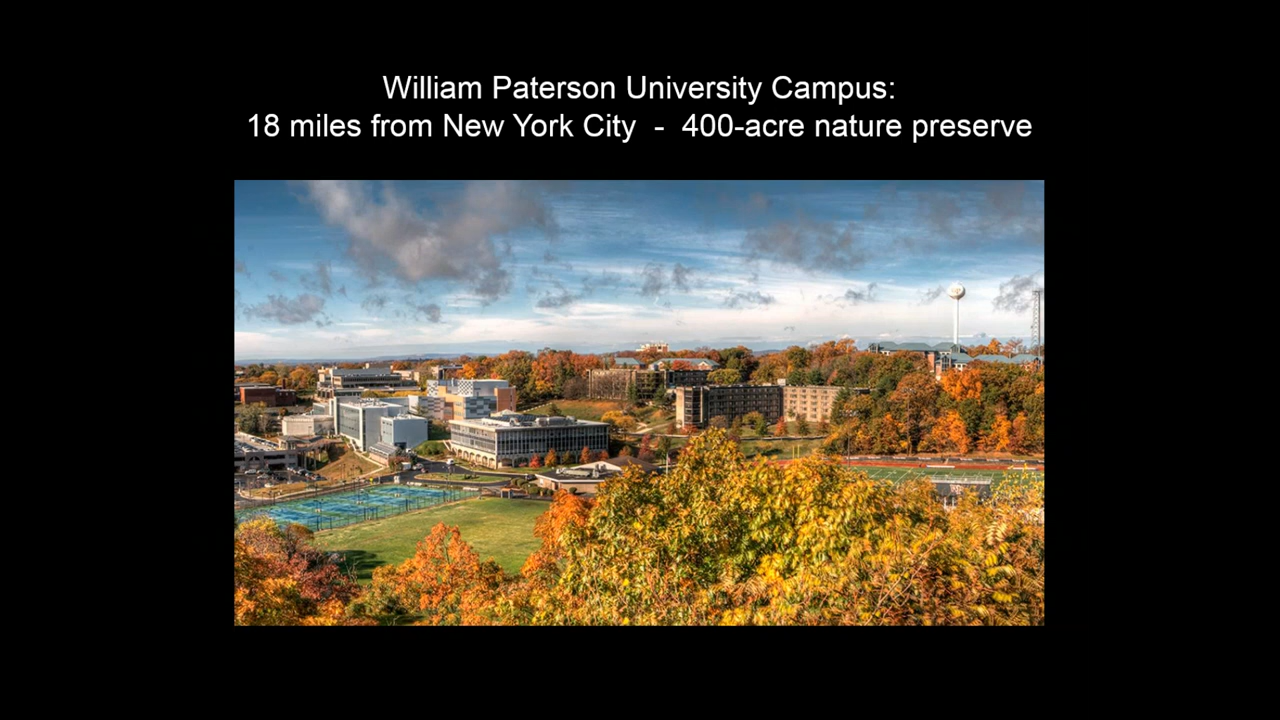 William Paterson University Campus:
18 miles from New York City  -  400-acre nature preserve